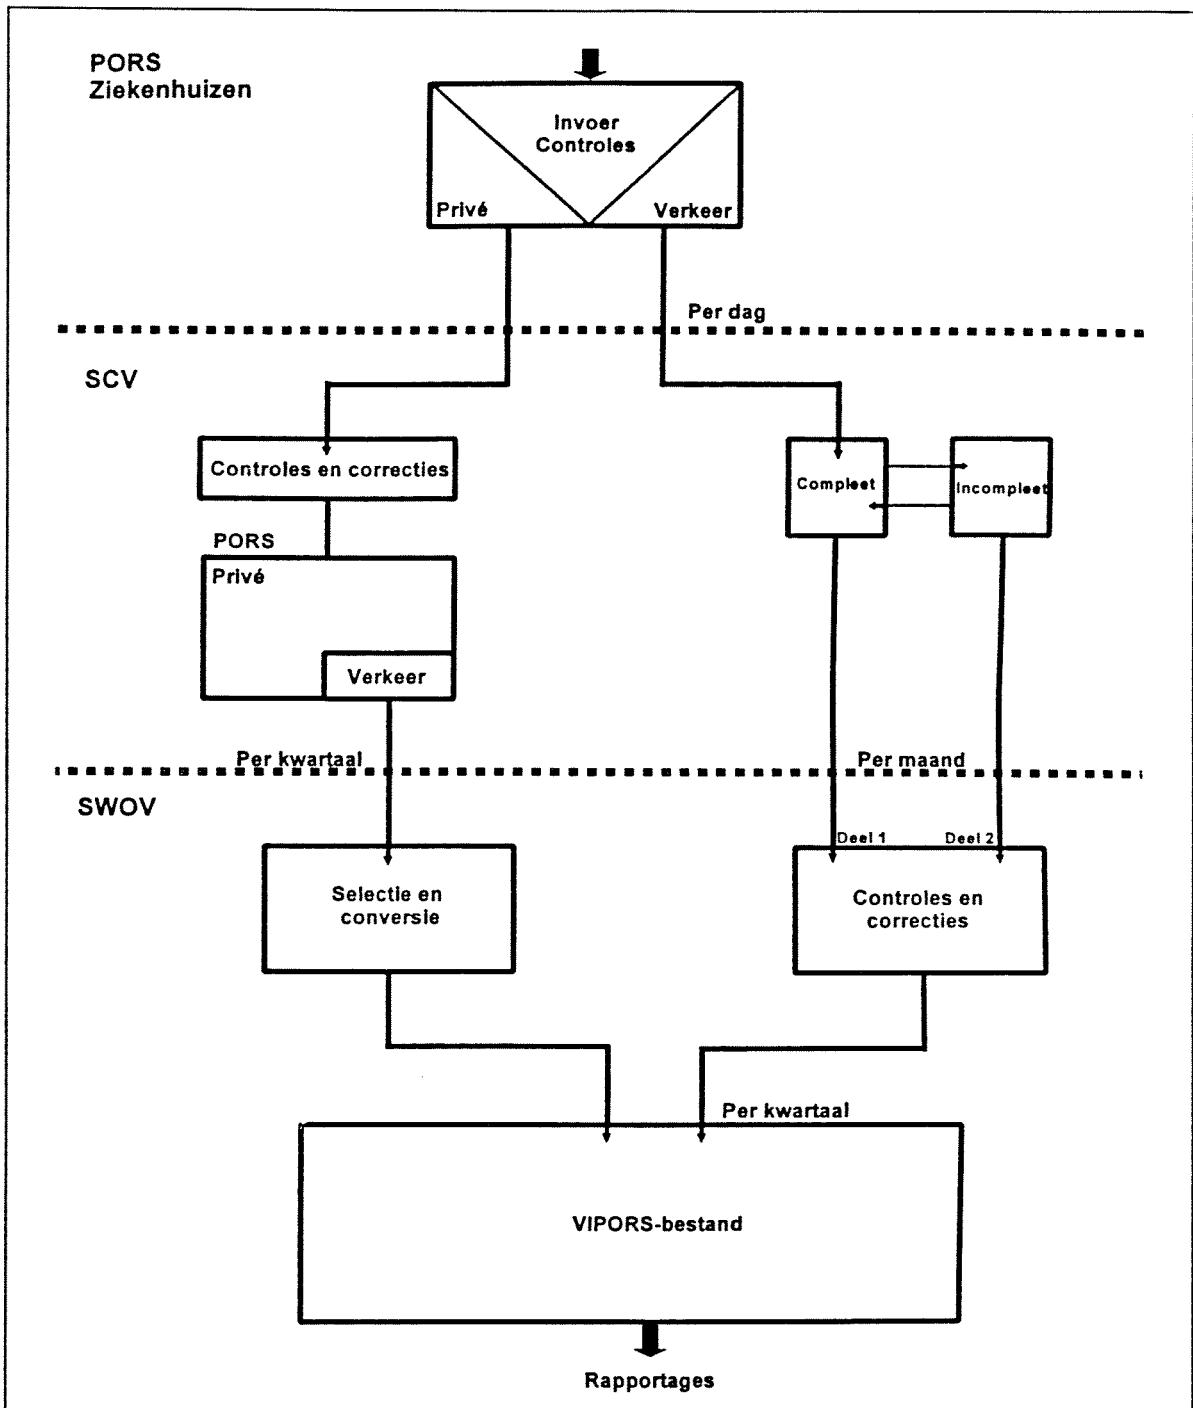 PORS
Ziekenhuizen
Invoer
Controles
Privé
Verkeer
Per dag
SCV
Controles en correcties
Compleet
Incompleet
PORS
Privé
Verkeer
Per kwartaal
Per maand
SWOV
Deel 1
Deel 2
Selectie en
conversie
Controles en
correcties
Per kwartaal
VIPORS-bestand
Rapportages